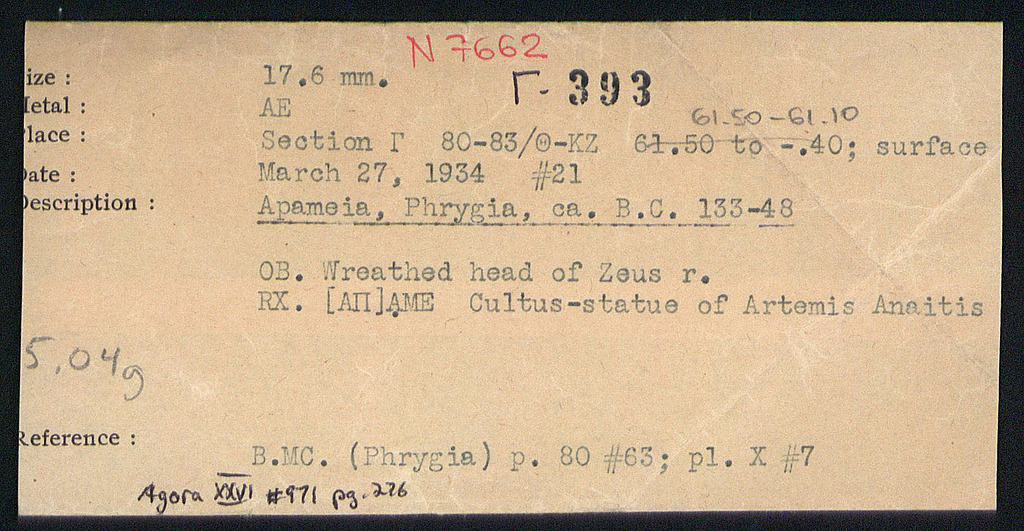 N 7662
ize : 17.6 mm. Γ- 393
etal : AE
61.50-61.10
lace : Section Γ 80-83/Θ-KZ 61.50 to -.40; surface
ate : March 27, 1934 #21
escription : Apameia, Phrygia, ca. B.C. 133-48
OB. Wreathed head of Zeus r.
RX. [ΑΠ]ΑΜΕ Cultus-statue of Artemis Anaitis
5.04g
Reference :
B.MC. (Phrygia) p. 80 #63; pl. X #7
Agora XXVI #971 pg. 276